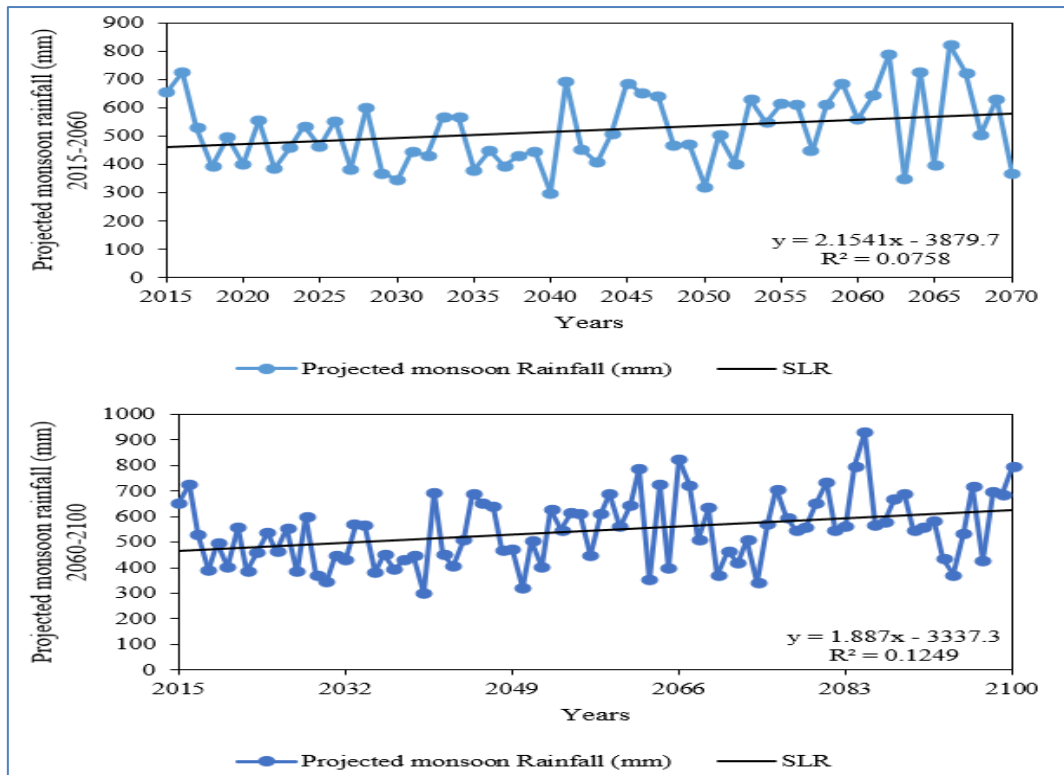 Projected monsoon rainfall (mm)
2015-2060
900
800
700
600
500
400
300
200
100
0
2015 2020 2025 2030 2035 2040 2045 2050 2055 2060 2065 2070
Years
y = 2.1541x - 3879.7
R² = 0.0758
Projected monsoon Rainfall (mm) SLR
Projected monsoon rainfall (mm)
2060-2100
1000
900
800
700
600
500
400
300
200
100
0
2015 2032 2049 2066 2083 2100
Years
y = 1.887x - 3337.3
R² = 0.1249
Projected monsoon Rainfall (mm) SLR